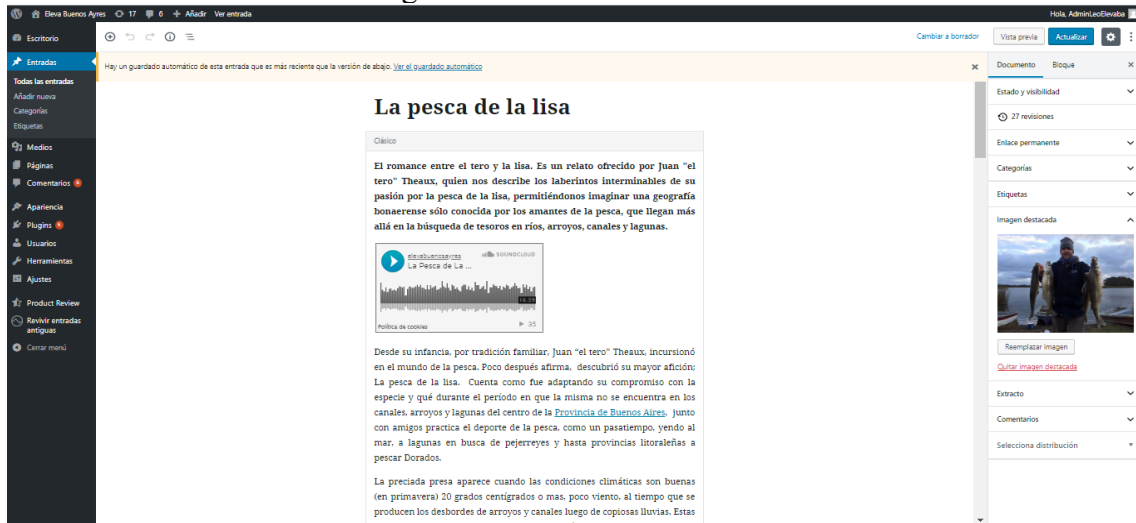 Eleva Buenos Ayres 17 6 Añadir Ver entrada Hola, AdminLeoElevaba
Escritorio
Entradas
Todas las entradas
Añadir nueva
Categorías
Etiquetas
Medios
Páginas
Comentarios 6
Apariencia
Plugins 6
Usuarios
Herramientas
Ajustes
Product Review
Revivir entradas
antiguas
Cerrar menú
Cambiar a borrador Vista previa Actualizar
Hay un guardado automático de esta entrada que es más reciente que la versión de abajo. Ver el guardado automático
La pesca de la lisa
Clásico
El romance entre el tero y la lisa. Es un relato ofrecido por Juan "el
tero" Theaux, quien nos describe los laberintos interminables de su
pasión por la pesca de la lisa, permitiéndonos imaginar una geografía
bonaerense sólo conocida por los amantes de la pesca, que llegan más
allá en la búsqueda de tesoros en ríos, arroyos, canales y lagunas.
elevabuenosayres SOUNDCLOUD
La Pesca de La ...
16:39
Política de cookies 35
Desde su infancia, por tradición familiar, Juan "el tero" Theaux, incursionó
en el mundo de la pesca. Poco después afirma, descubrió su mayor afición;
La pesca de la lisa. Cuenta como fue adaptando su compromiso con la
especie y qué durante el período en que la misma no se encuentra en los
canales, arroyos y lagunas del centro de la Provincia de Buenos Aires, junto
con amigos practica el deporte de la pesca, como un pasatiempo, yendo al
mar, a lagunas en busca de pejerreyes y hasta provincias litoraleñas a
pescar Dorados.
La preciada presa aparece cuando las condiciones climáticas son buenas
(en primavera) 20 grados centígrados o mas, poco viento, al tiempo que se
producen los desbordes de arroyos y canales luego de copiosas lluvias. Estas
Documento Bloque
Estado y visibilidad
27 revisiones
Enlace permanente
Categorías
Etiquetas
Imagen destacada
Reemplazar imagen
Quitar imagen destacada
Extracto
Comentarios
Selecciona distribución